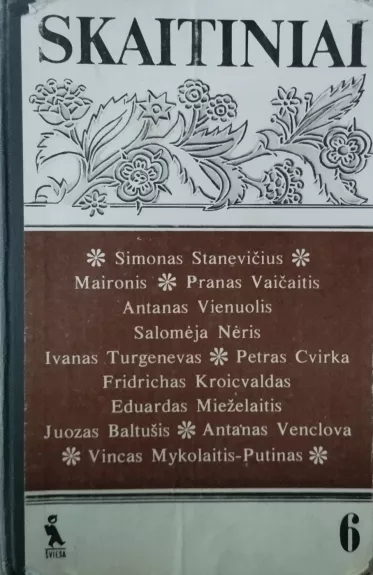 SKAITINIAI
❊ Simonas Stanevičius ❊
Maironis ❊ Pranas Vaičaitis
Antanas Vienuolis
Salomėja Nėris
Ivanas Turgenevas ❊ Petras Cvirka
Fridrichas Kroicvaldas
Eduardas Mieželaitis
Juozas Baltušis ❊ Antanas Venclova
❊ Vincas Mykolaitis-Putinas ❊
ŠVIESA
6